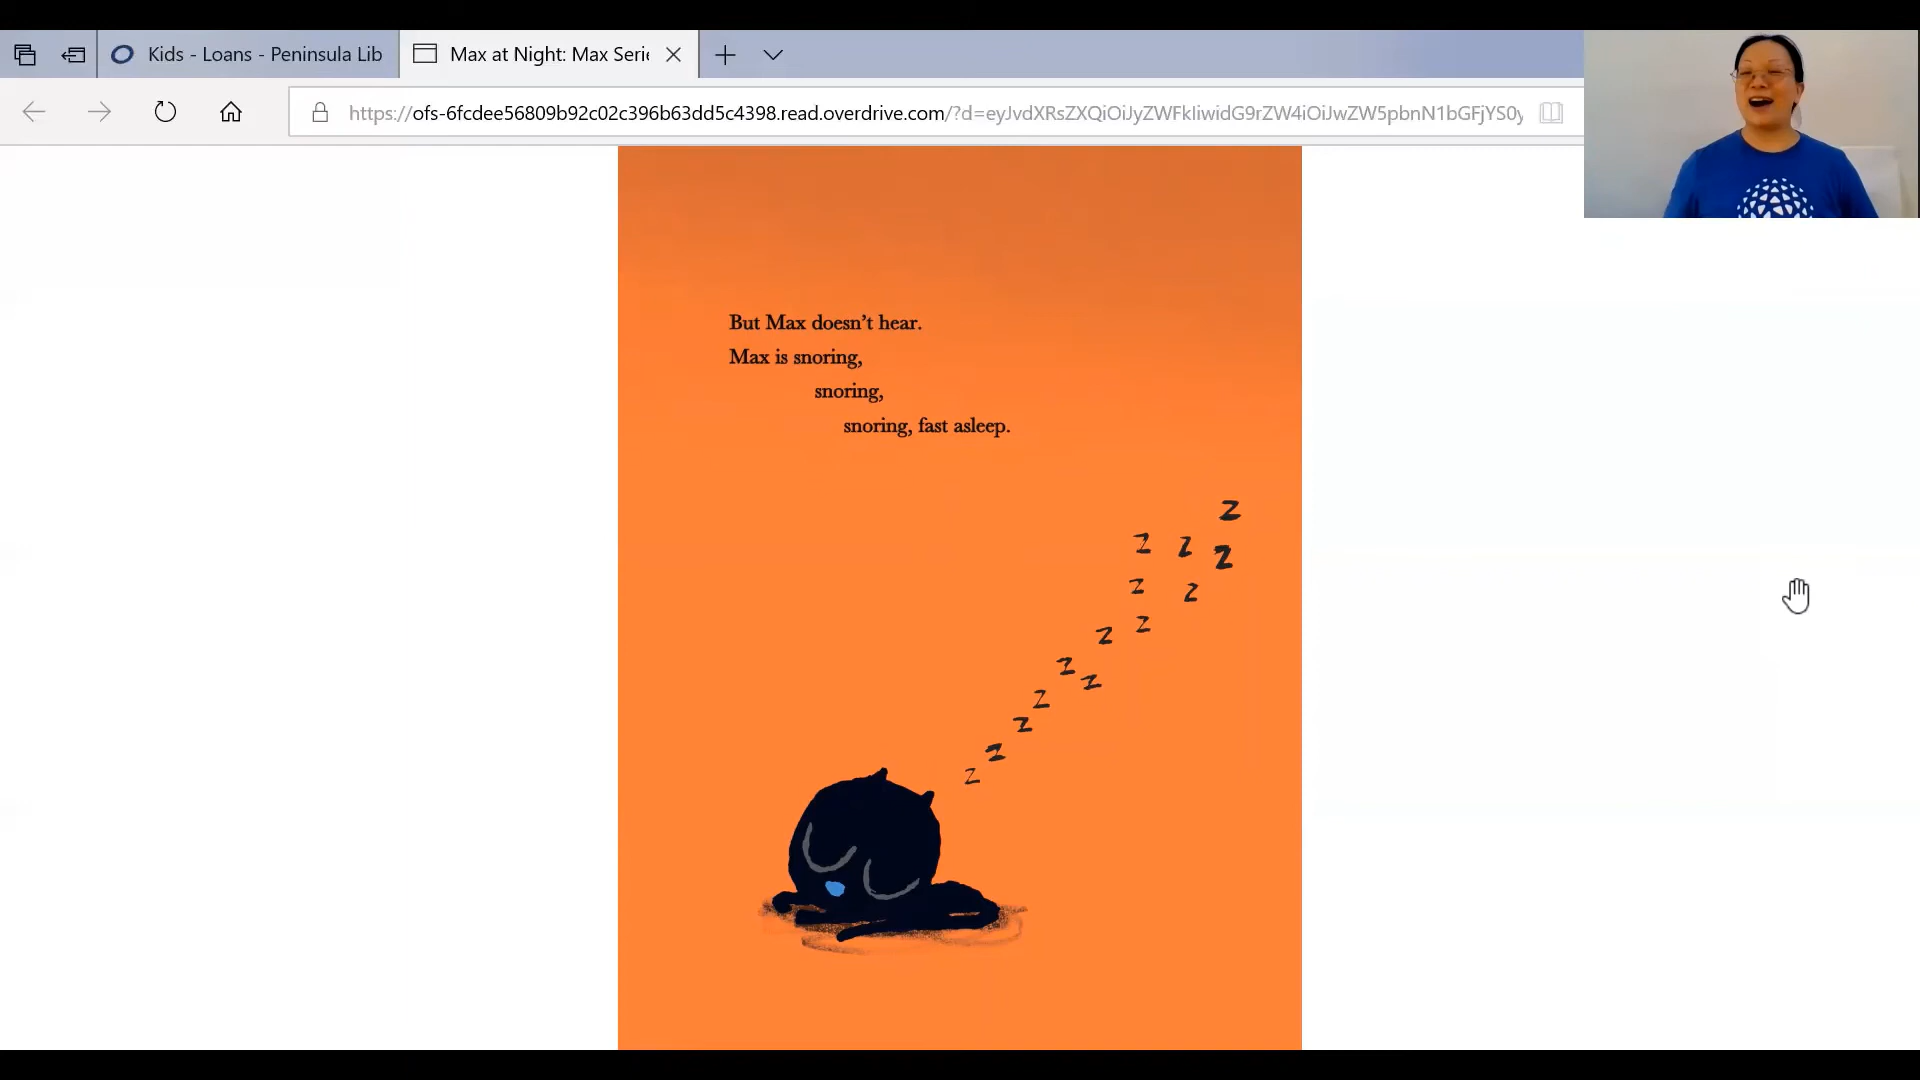 Kids - Loans - Peninsula Lib
Max at Night: Max Serie
https://ofs-6fcdee56809b92c02c396b63dd5c4398.read.overdrive.com/?d=eyJvdXRsZXQiOiJyZWFkIiwidG9rZW4iOiJwZW5pbnN1bGFjYS0y
But Max doesn't hear.
Max is snoring,
snoring,
snoring, fast asleep.
z
z z z
z z
z
z
z
z
z
z
z
z